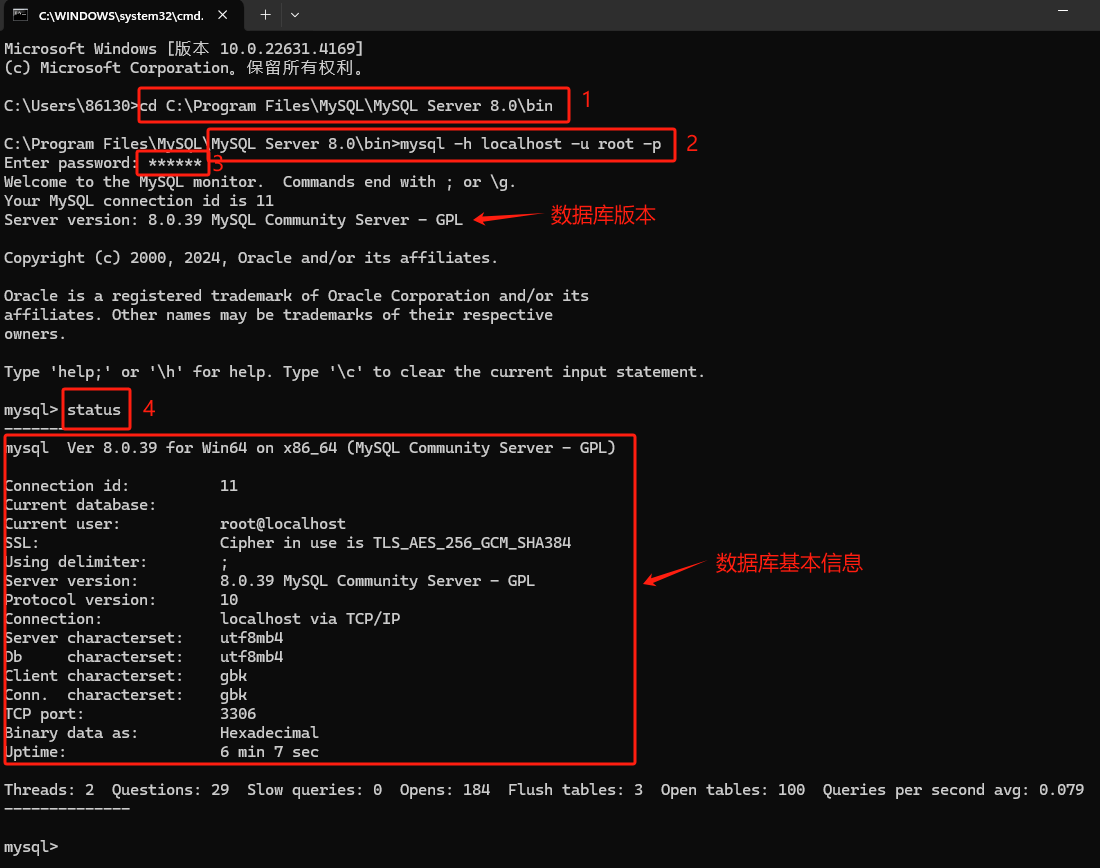 C:\WINDOWS\system32\cmd.
Microsoft Windows [版本 10.0.22631.4169]
(c) Microsoft Corporation。保留所有权利。
C:\Users\86130>cd C:\Program Files\MySQL\MySQL Server 8.0\bin 1
C:\Program Files\MySQL\MySQL Server 8.0\bin>mysql -h localhost -u root -p 2
Enter password: ****** 3
Welcome to the MySQL monitor.  Commands end with ; or \g.
Your MySQL connection id is 11
Server version: 8.0.39 MySQL Community Server - GPL 数据库版本
Copyright (c) 2000, 2024, Oracle and/or its affiliates.
Oracle is a registered trademark of Oracle Corporation and/or its
affiliates. Other names may be trademarks of their respective
owners.
Type 'help;' or '\h' for help. Type '\c' to clear the current input statement.
mysql> status 4
--------------
mysql  Ver 8.0.39 for Win64 on x86_64 (MySQL Community Server - GPL)
Connection id:          11
Current database:
Current user:           root@localhost
SSL:                    Cipher in use is TLS_AES_256_GCM_SHA384
Using delimiter:        ;
数据库基本信息
Server version:         8.0.39 MySQL Community Server - GPL
Protocol version:       10
Connection:             localhost via TCP/IP
Server characterset:    utf8mb4
Db     characterset:    utf8mb4
Client characterset:    gbk
Conn.  characterset:    gbk
TCP port:               3306
Binary data as:         Hexadecimal
Uptime:                 6 min 7 sec
Threads: 2  Questions: 29  Slow queries: 0  Opens: 184  Flush tables: 3  Open tables: 100  Queries per second avg: 0.079
--------------
mysql>